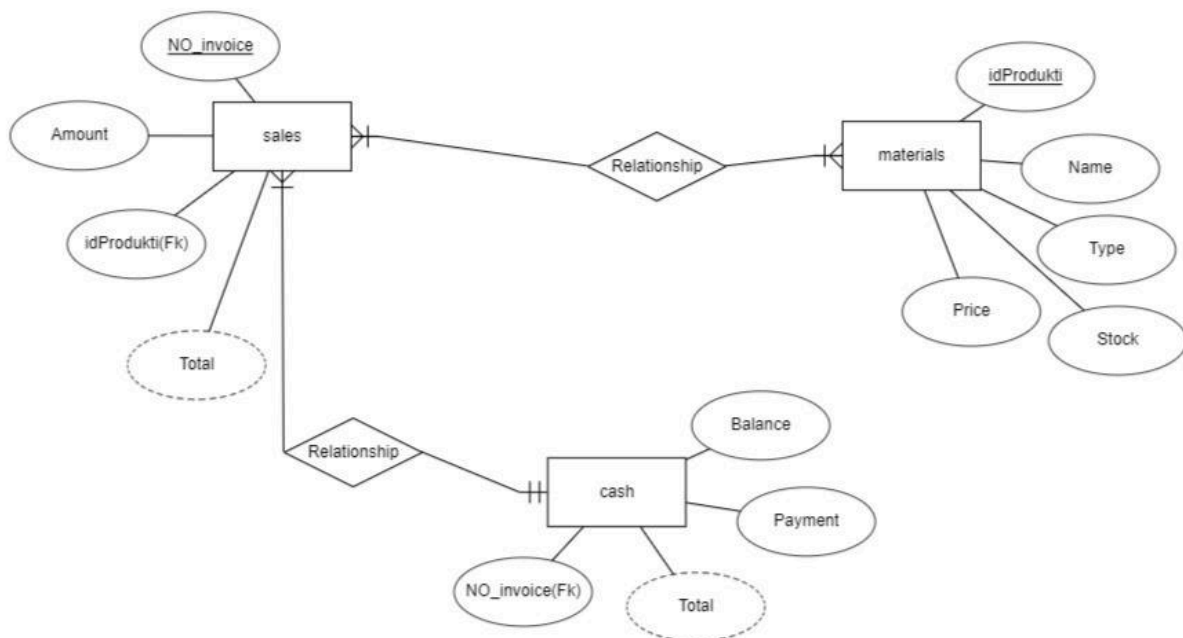 NO_invoice
idProdukti
Amount
sales
materials
Relationship
Name
idProdukti(Fk)
Type
Price
Stock
Total
Balance
Relationship
cash
Payment
NO_invoice(Fk)
Total